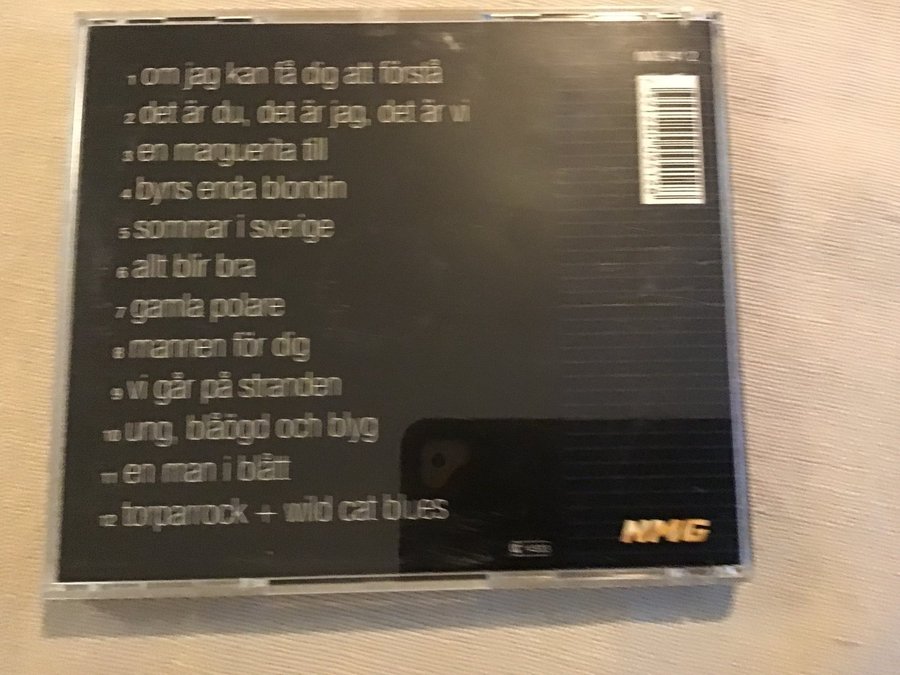 1 om jag kan få dig att förstå
2 det är du, det är jag, det är vi
3 en marguerita till
4 byns enda blondin
5 sommar i sverige
6 allt blir bra
7 gamla polare
8 mannen för dig
9 vi går på stranden
10 ung, blåögd och blyg
11 en man i blått
12 torparrock + wild cat blues
NMG